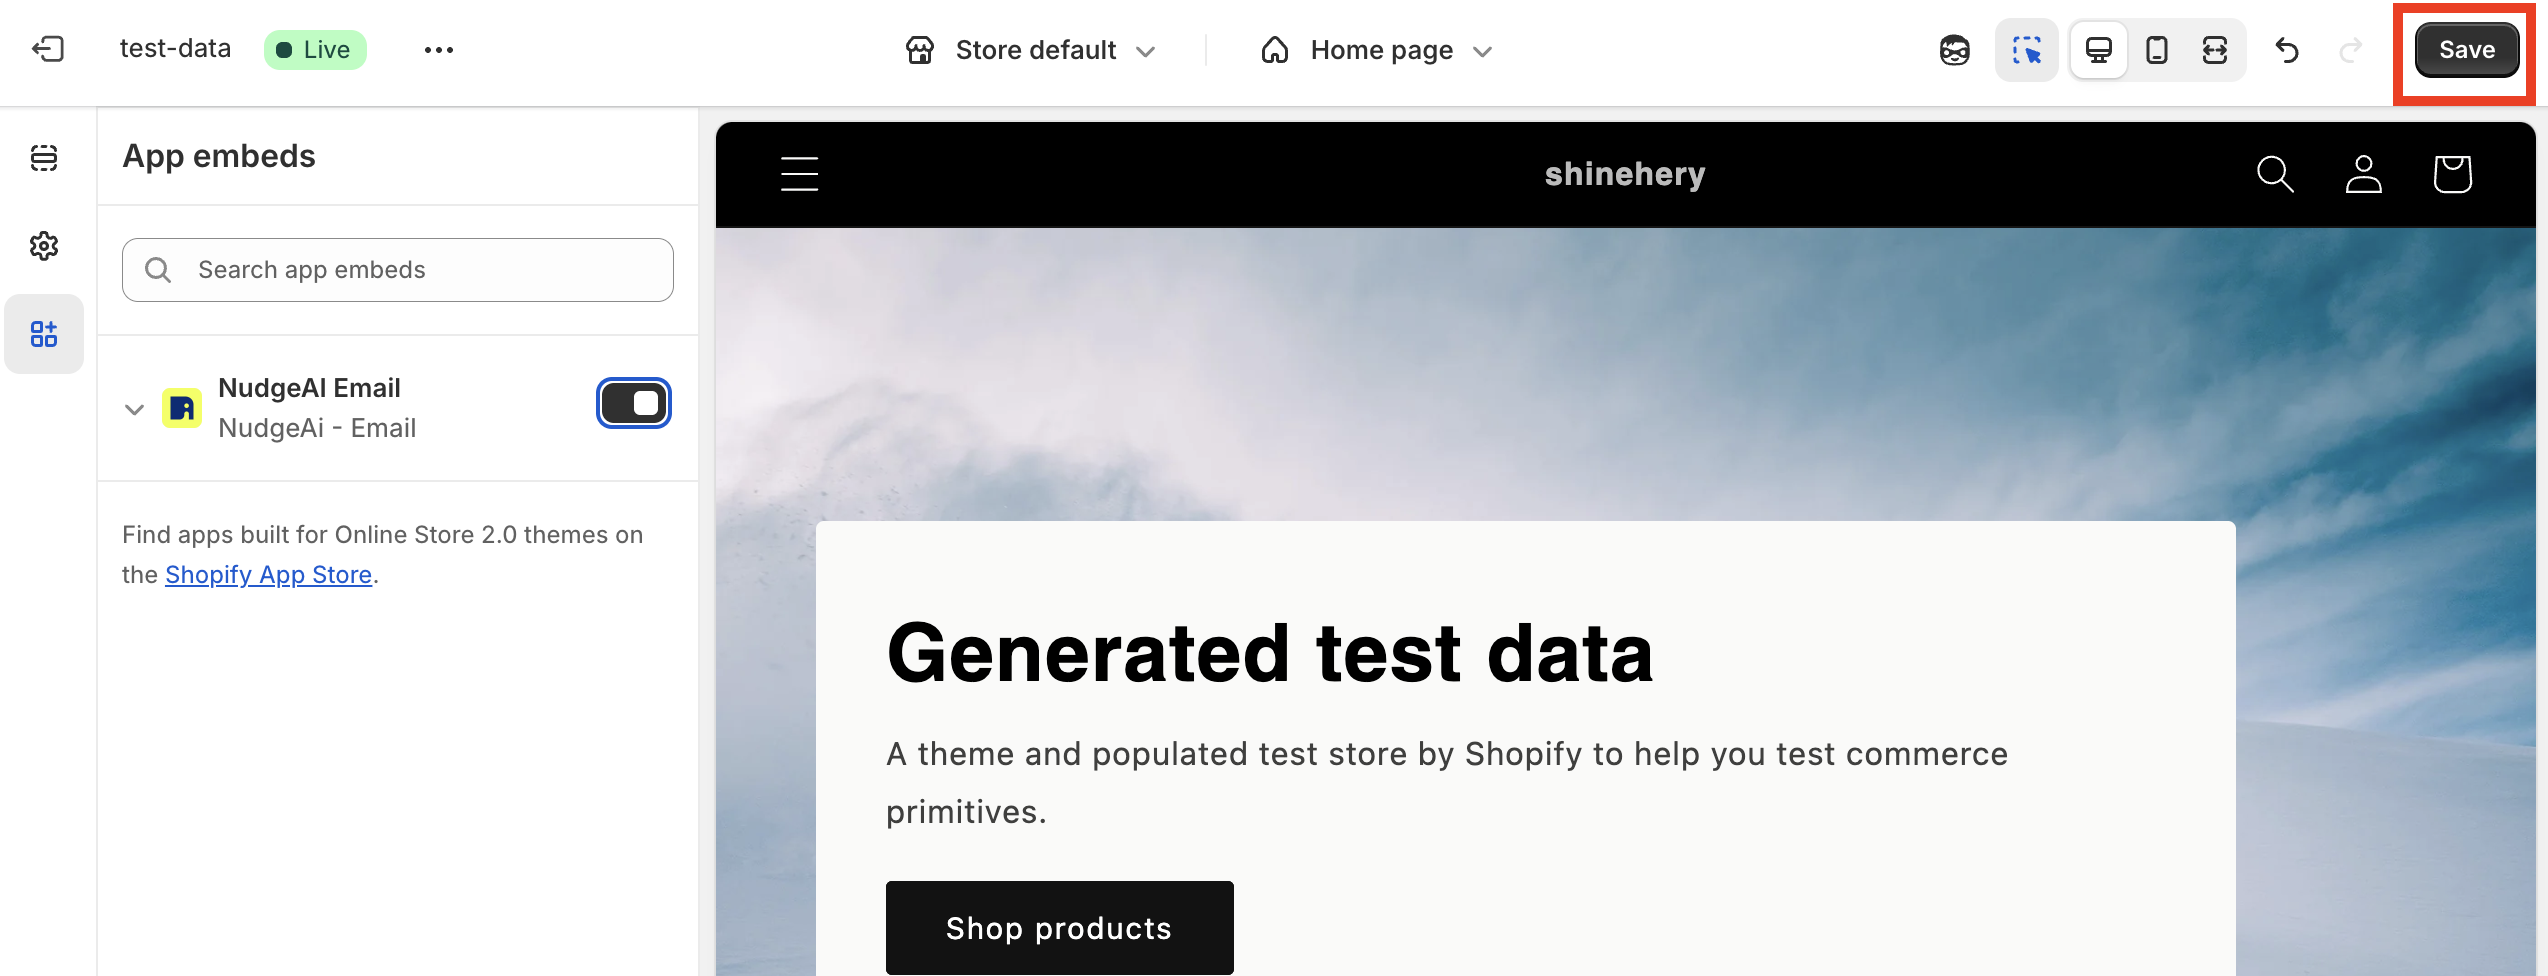 test-data
Live
Store default
Home page
Save
App embeds
Search app embeds
NudgeAI Email
NudgeAi - Email
Find apps built for Online Store 2.0 themes on
the Shopify App Store.
shinehery
Generated test data
A theme and populated test store by Shopify to help you test commerce
primitives.
Shop products